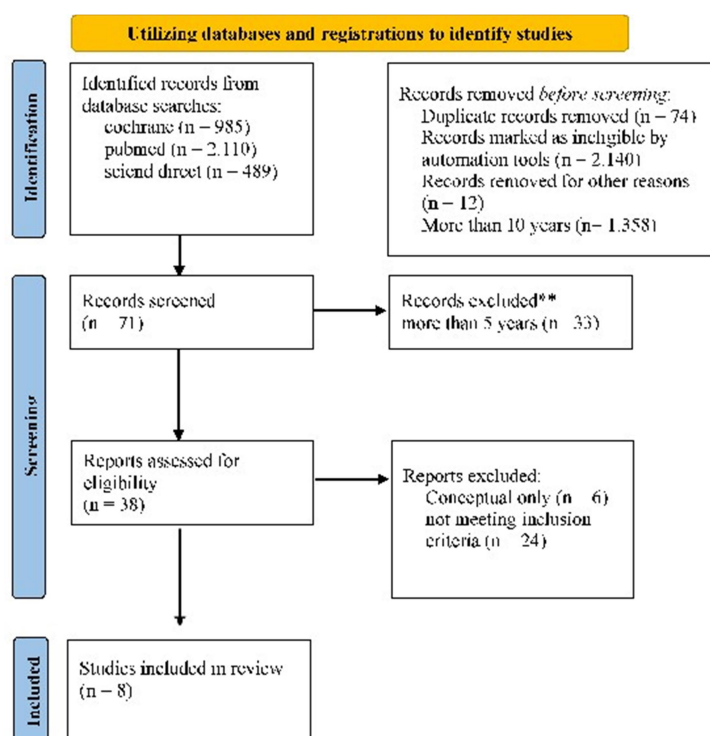 Utilizing databases and registrations to identify studies
Identification
Identified records from
database searches:
cochrane (n – 985)
pubmed (n – 2.110)
sciend direct (n – 489)
Records removed before screening:
Duplicate records removed (n – 74)
Records marked as ineligible by
automation tools (n – 2.140)
Records removed for other reasons
(n – 12)
More than 10 years (n– 1.358)
Screening
Records screened
(n 71)
Records excluded**
more than 5 years (n 33)
Reports assessed for
eligibility
(n = 38)
Reports excluded:
Conceptual only (n 6)
not meeting inclusion
criteria (n 24)
Included
Studies included in review
(n – 8)